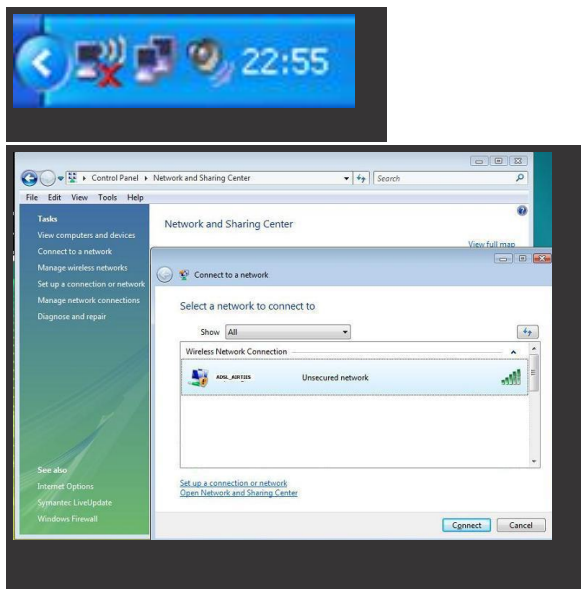 22:55
Control Panel
Network and Sharing Center
Search
File Edit View Tools Help
Tasks
View computers and devices
Connect to a network
Manage wireless networks
Set up a connection or network
Manage network connections
Diagnose and repair
See also
Internet Options
Symantec LiveUpdate
Windows Firewall
Network and Sharing Center
View full map
Connect to a network
Select a network to connect to
Show All
Wireless Network Connection
ADSL_AIRTIES Unsecured network
Set up a connection or network
Open Network and Sharing Center
Connect Cancel